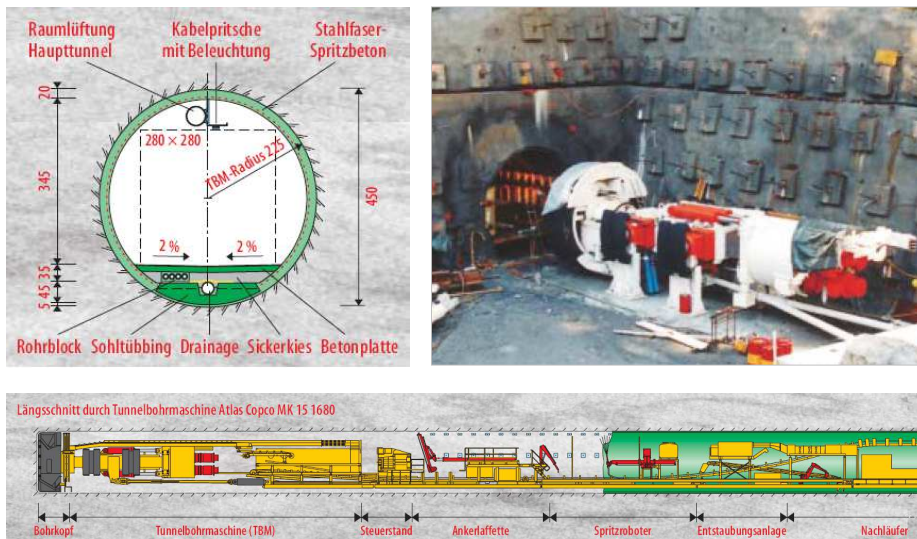 Raumlüftung
Haupttunnel
Kabelpritsche
mit Beleuchtung
Stahlfaser-
Spritzbeton
20
280 × 280
TBM-Radius 225
345
450
2 %
2 %
35
45
5
Rohrblock Sohltübbing Drainage Sickerkies Betonplatte
Längsschnitt durch Tunnelbohrmaschine Atlas Copco MK 15 1680
Bohrkopf Tunnelbohrmaschine (TBM) Steuerstand Ankerlaffette Spritzroboter Entstaubungsanlage Nachläufer